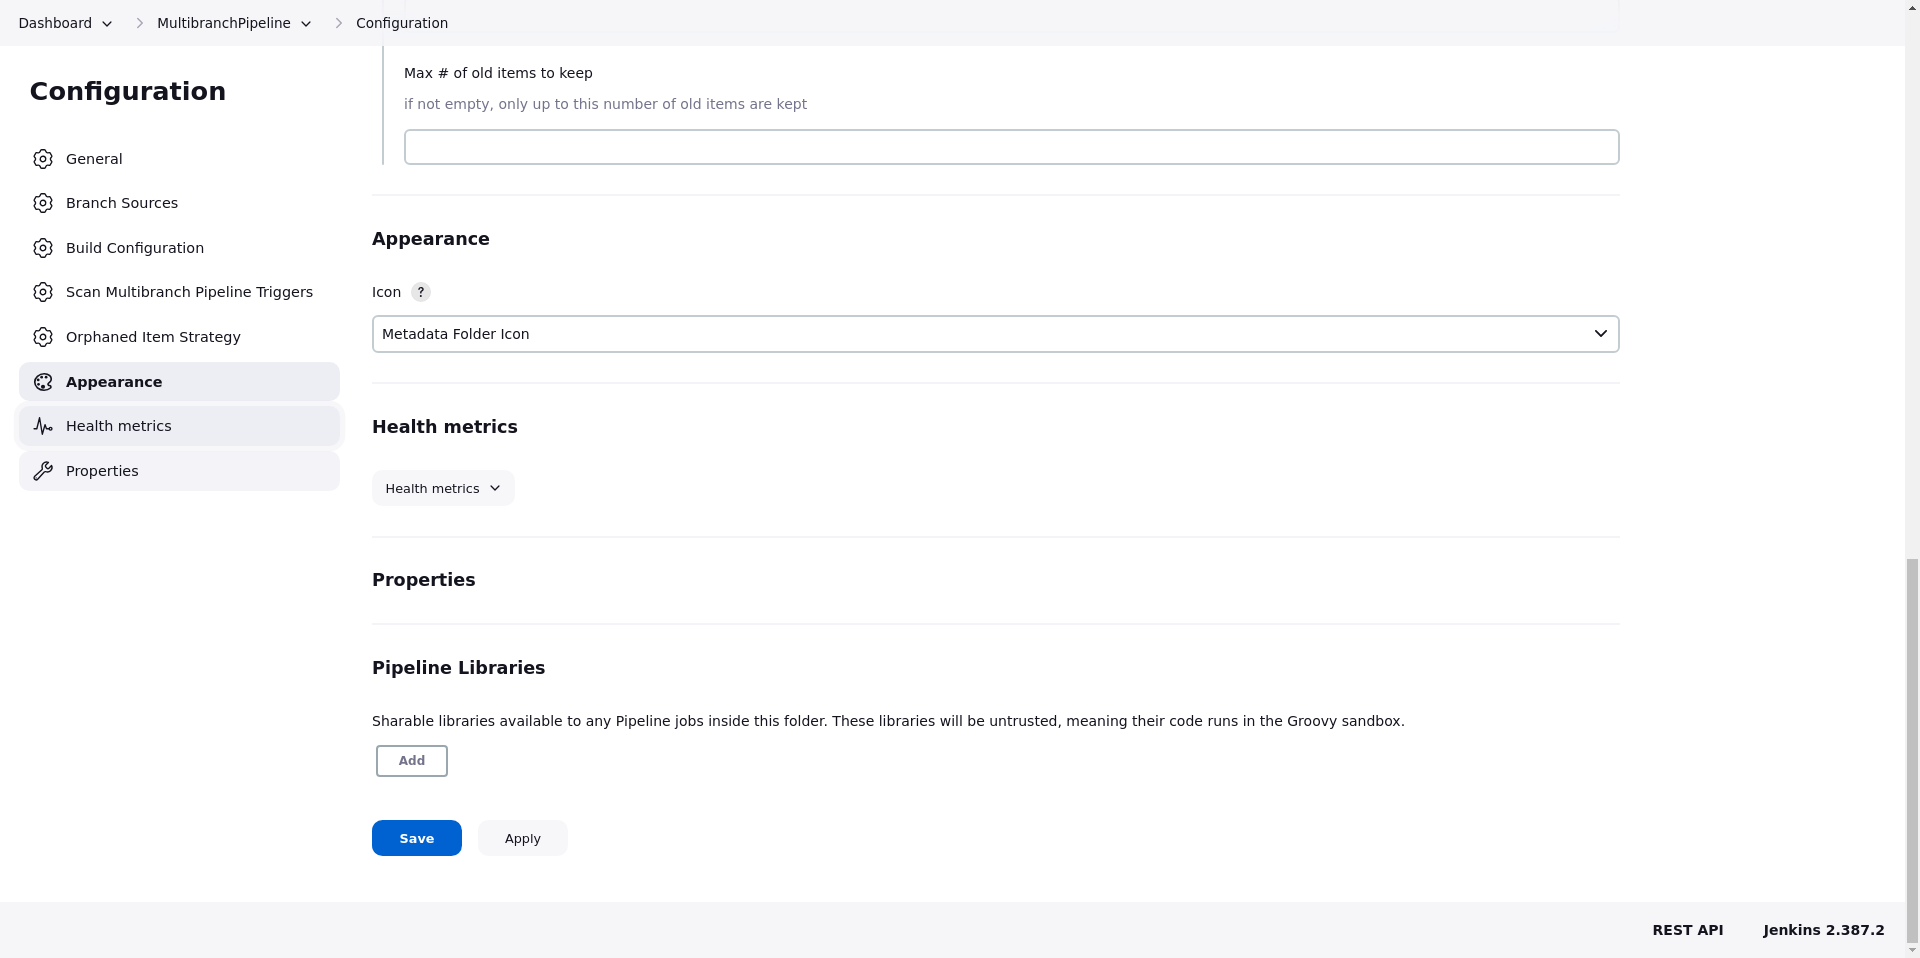 Dashboard MultibranchPipeline Configuration
Configuration
General
Branch Sources
Build Configuration
Scan Multibranch Pipeline Triggers
Orphaned Item Strategy
Appearance
Health metrics
Properties
Max # of old items to keep
if not empty, only up to this number of old items are kept
Appearance
Icon ?
Metadata Folder Icon
Health metrics
Health metrics
Properties
Pipeline Libraries
Sharable libraries available to any Pipeline jobs inside this folder. These libraries will be untrusted, meaning their code runs in the Groovy sandbox.
Add
Save Apply
REST API Jenkins 2.387.2